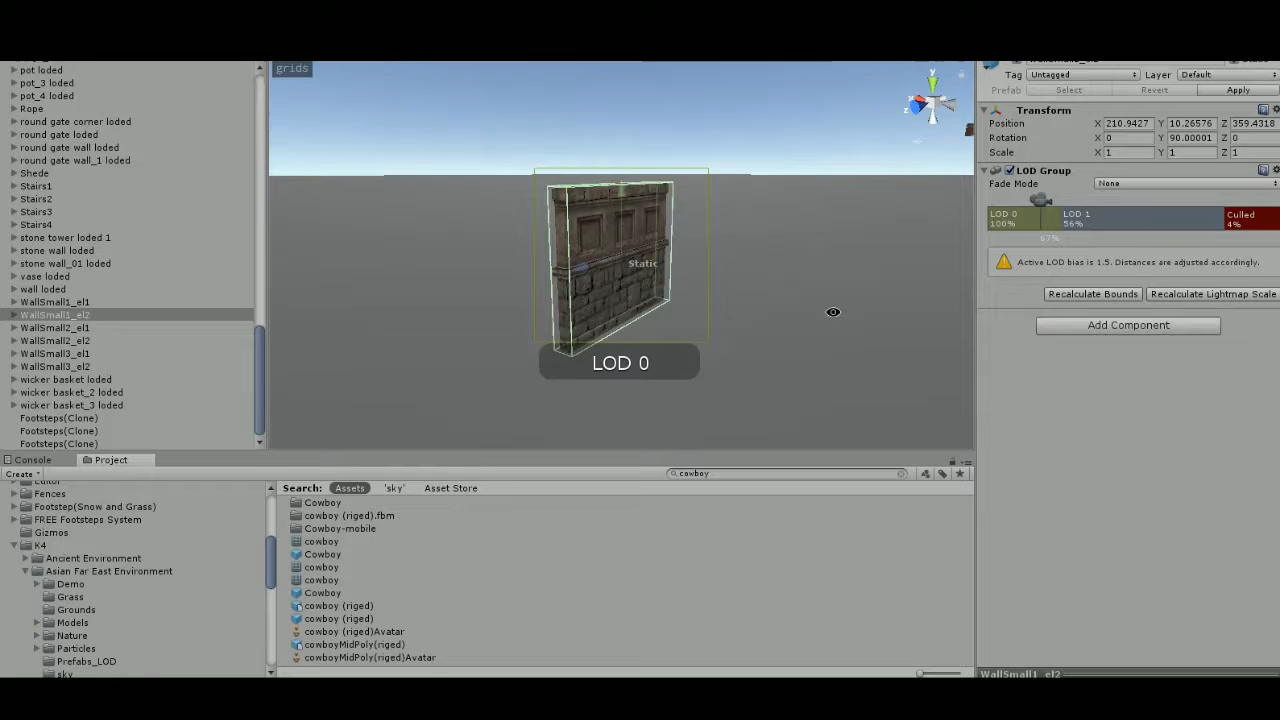 pot loded
pot_3 loded
pot_4 loded
Rope
round gate corner loded
round gate loded
round gate wall loded
round gate wall_1 loded
Shede
Stairs1
Stairs2
Stairs3
Stairs4
stone tower loded 1
stone wall loded
stone wall_01 loded
vase loded
wall loded
WallSmall1_el1
WallSmall1_el2
WallSmall2_el1
WallSmall2_el2
WallSmall3_el1
WallSmall3_el2
wicker basket loded
wicker basket_2 loded
wicker basket_3 loded
Footsteps(Clone)
Footsteps(Clone)
Footsteps(Clone)
grids
y
z
Static
LOD 0
Tag Untagged Layer Default
Prefab Select Revert Apply
Transform
Position X 210.9427 Y 10.26576 Z 359.4318
Rotation X 0 Y 90.00001 Z 0
Scale X 1 Y 1 Z 1
LOD Group
Fade Mode None
LOD 0 LOD 1 Culled
100% 56% 4%
67%
Active LOD bias is 1.5. Distances are adjusted accordingly.
Recalculate Bounds Recalculate Lightmap Scale
Add Component
Console Project
Create
cowboy
Editor
Fences
Footstep(Snow and Grass)
FREE Footsteps System
Gizmos
K4
Ancient Environment
Asian Far East Environment
Demo
Grass
Grounds
Models
Nature
Particles
Prefabs_LOD
sky
Search: Assets 'sky' Asset Store
Cowboy
cowboy (riged).fbm
Cowboy-mobile
cowboy
Cowboy
cowboy
cowboy
Cowboy
cowboy (riged)
cowboy (riged)
cowboy (riged)Avatar
cowboyMidPoly(riged)
cowboyMidPoly(riged)Avatar
WallSmall1_el2